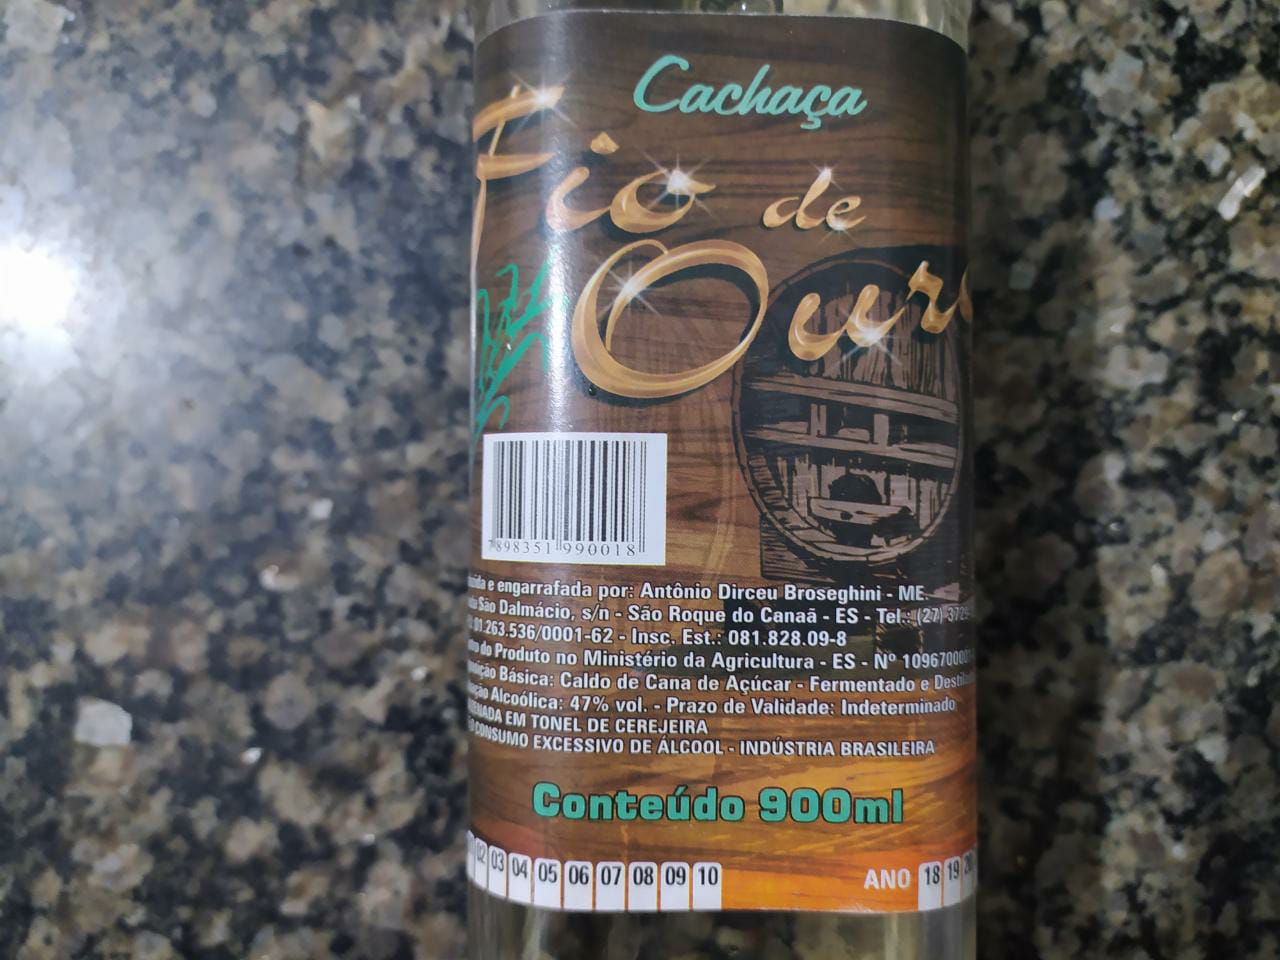 Cachaça
Fio de
Ouro
7898351990018
e engarrafada por: Antônio Dirceu Broseghini - ME.
São Dalmácio, s/n - São Roque do Canaã - ES - Tel.: (27)
01.263.536/0001-62 - Insc. Est.: 081.828.09-8
do Produto no Ministério da Agricultura - ES - Nº
Básica: Caldo de Cana de Açúcar - Fermentado e
Alcoólica: 47% vol. - Prazo de Validade: Indeterminado
EM TONEL DE CEREJEIRA
CONSUMO EXCESSIVO DE ÁLCOOL - INDÚSTRIA BRASILEIRA
Conteúdo 900ml
02 03 04 05 06 07 08 09 10 ANO 18 19